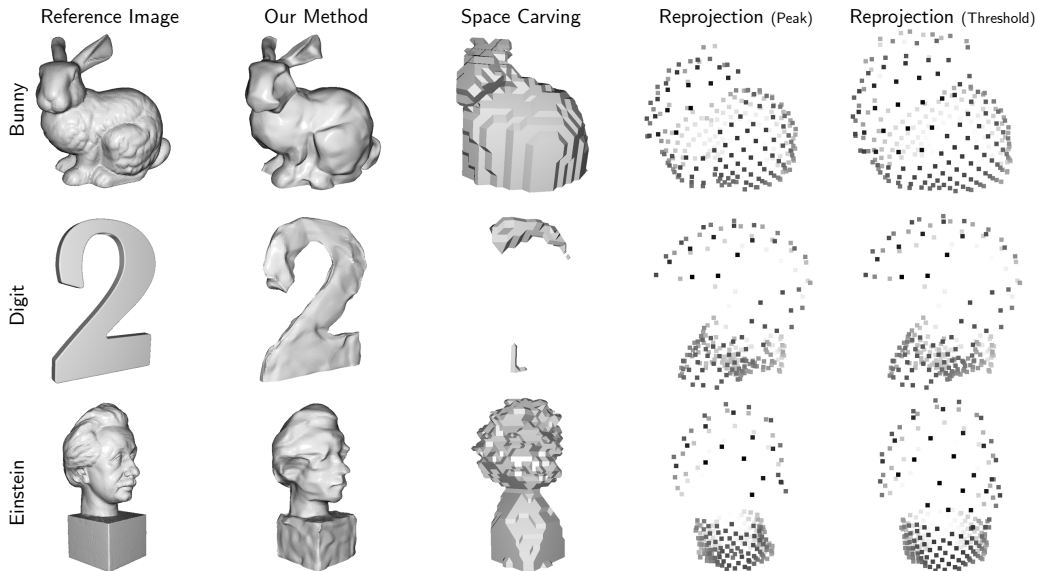 Reference Image
Our Method
Space Carving
Reprojection (Peak)
Reprojection (Threshold)
Bunny
Digit
Einstein